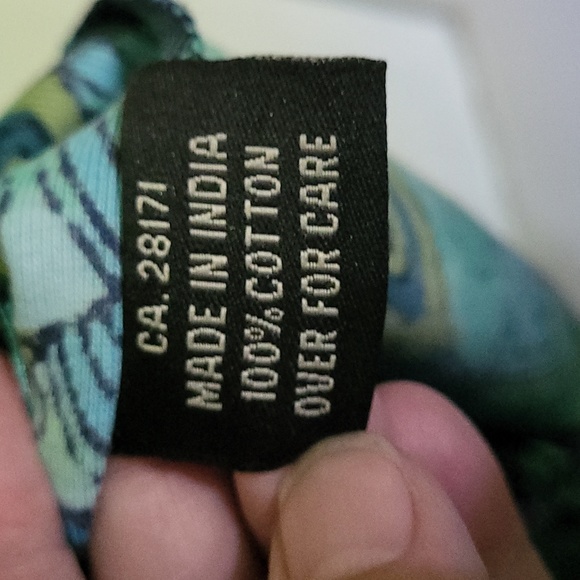 CA. 28171
MADE IN INDIA
100% COTTON
OVER FOR CARE